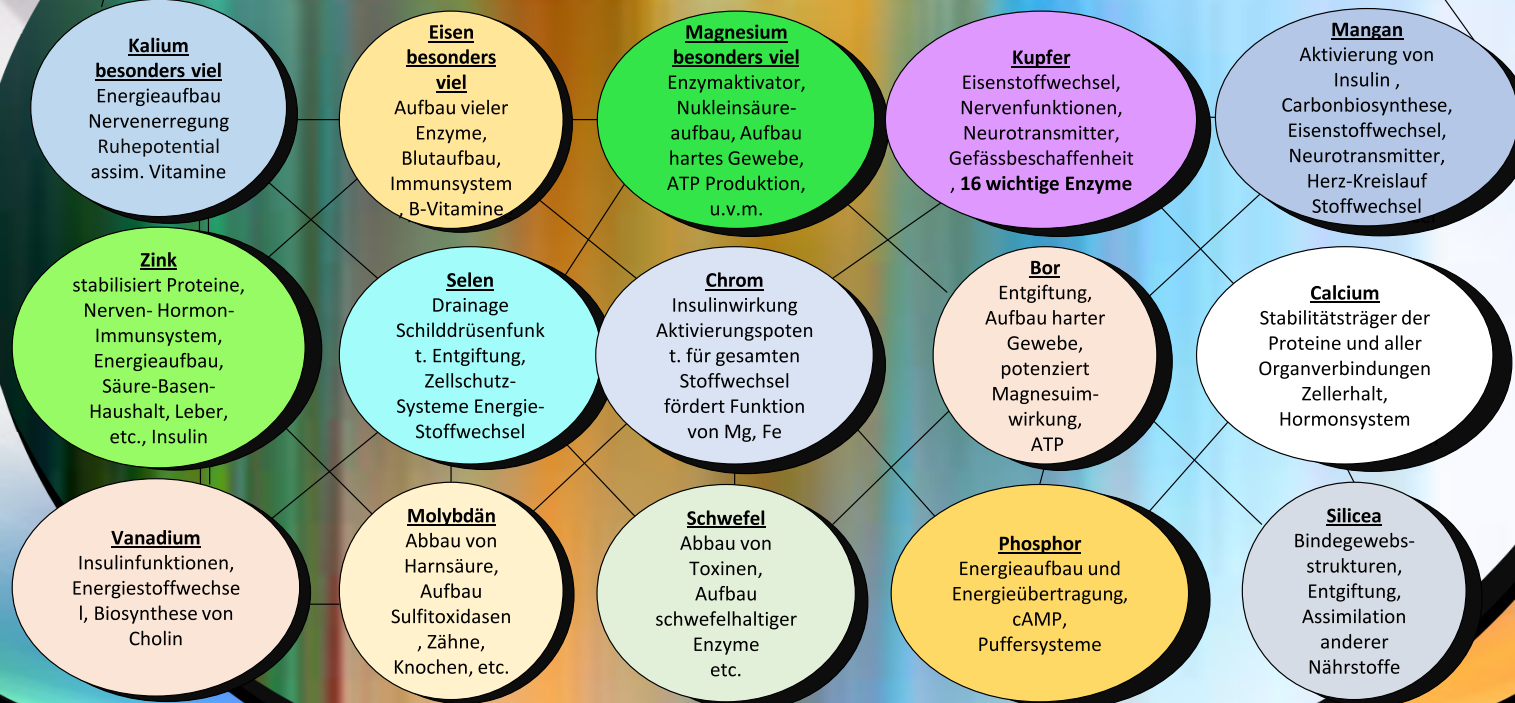 Kalium
besonders viel
Energieaufbau
Nervenerregung
Ruhepotential
assim. Vitamine
Eisen
besonders
viel
Aufbau vieler
Enzyme,
Blutaufbau,
Immunsystem
, B-Vitamine
Magnesium
besonders viel
Enzymaktivator,
Nukleinsäure-
aufbau, Aufbau
hartes Gewebe,
ATP Produktion,
u.v.m.
Kupfer
Eisenstoffwechsel,
Nervenfunktionen,
Neurotransmitter,
Gefässbeschaffenheit
, 16 wichtige Enzyme
Mangan
Aktivierung von
Insulin ,
Carbonbiosynthese,
Eisenstoffwechsel,
Neurotransmitter,
Herz-Kreislauf
Stoffwechsel
Zink
stabilisiert Proteine,
Nerven- Hormon-
Immunsystem,
Energieaufbau,
Säure-Basen-
Haushalt, Leber,
etc., Insulin
Selen
Drainage
Schilddrüsenfunk
t. Entgiftung,
Zellschutz-
Systeme Energie-
Stoffwechsel
Chrom
Insulinwirkung
Aktivierungspoten
t. für gesamten
Stoffwechsel
fördert Funktion
von Mg, Fe
Bor
Entgiftung,
Aufbau harter
Gewebe,
potenziert
Magnesuim-
wirkung,
ATP
Calcium
Stabilitätsträger der
Proteine und aller
Organverbindungen
Zellerhalt,
Hormonsystem
Vanadium
Insulinfunktionen,
Energiestoffwechse
l, Biosynthese von
Cholin
Molybdän
Abbau von
Harnsäure,
Aufbau
Sulfitoxidasen
, Zähne,
Knochen, etc.
Schwefel
Abbau von
Toxinen,
Aufbau
schwefelhaltiger
Enzyme
etc.
Phosphor
Energieaufbau und
Energieübertragung,
cAMP,
Puffersysteme
Silicea
Bindegewebs-
strukturen,
Entgiftung,
Assimilation
anderer
Nährstoffe